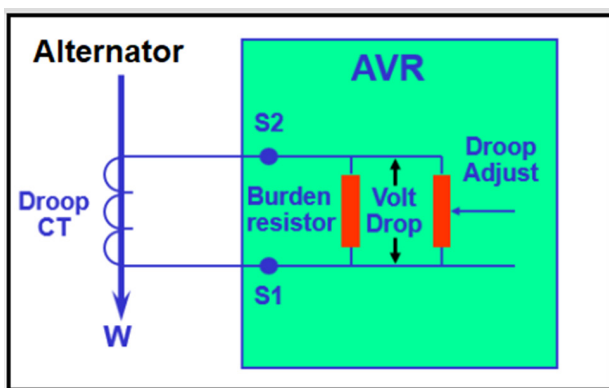 Alternator
AVR
S2
Droop
Adjust
Droop
CT
Burden
resistor
Volt
Drop
S1
W